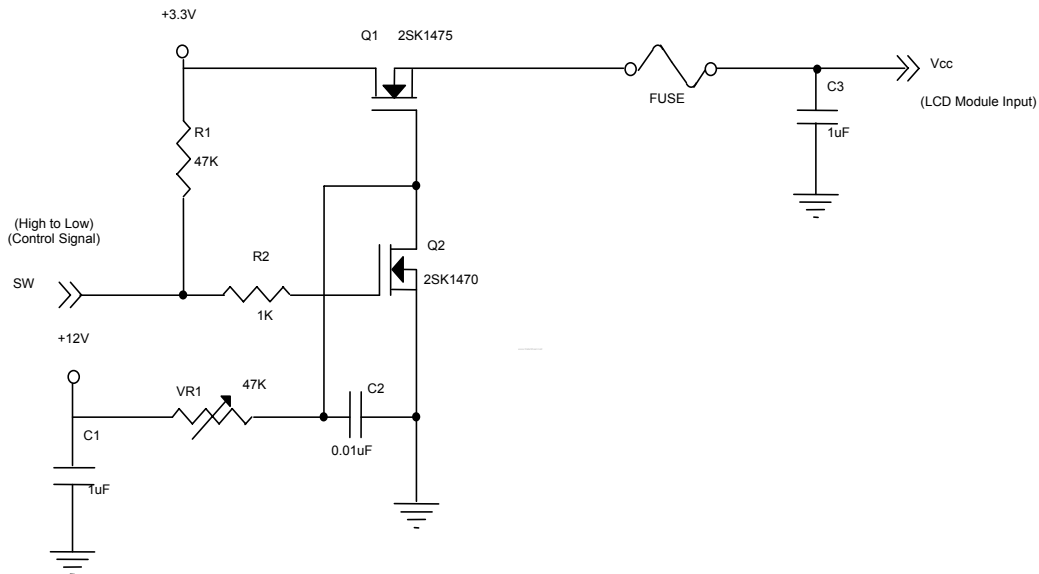 +3.3V
Q1 2SK1475
Vcc
FUSE
C3
(LCD Module Input)
R1
1uF
47K
(High to Low)
(Control Signal)
Q2
R2
2SK1470
SW
1K
+12V
VR1
47K
C2
C1
0.01uF
1uF